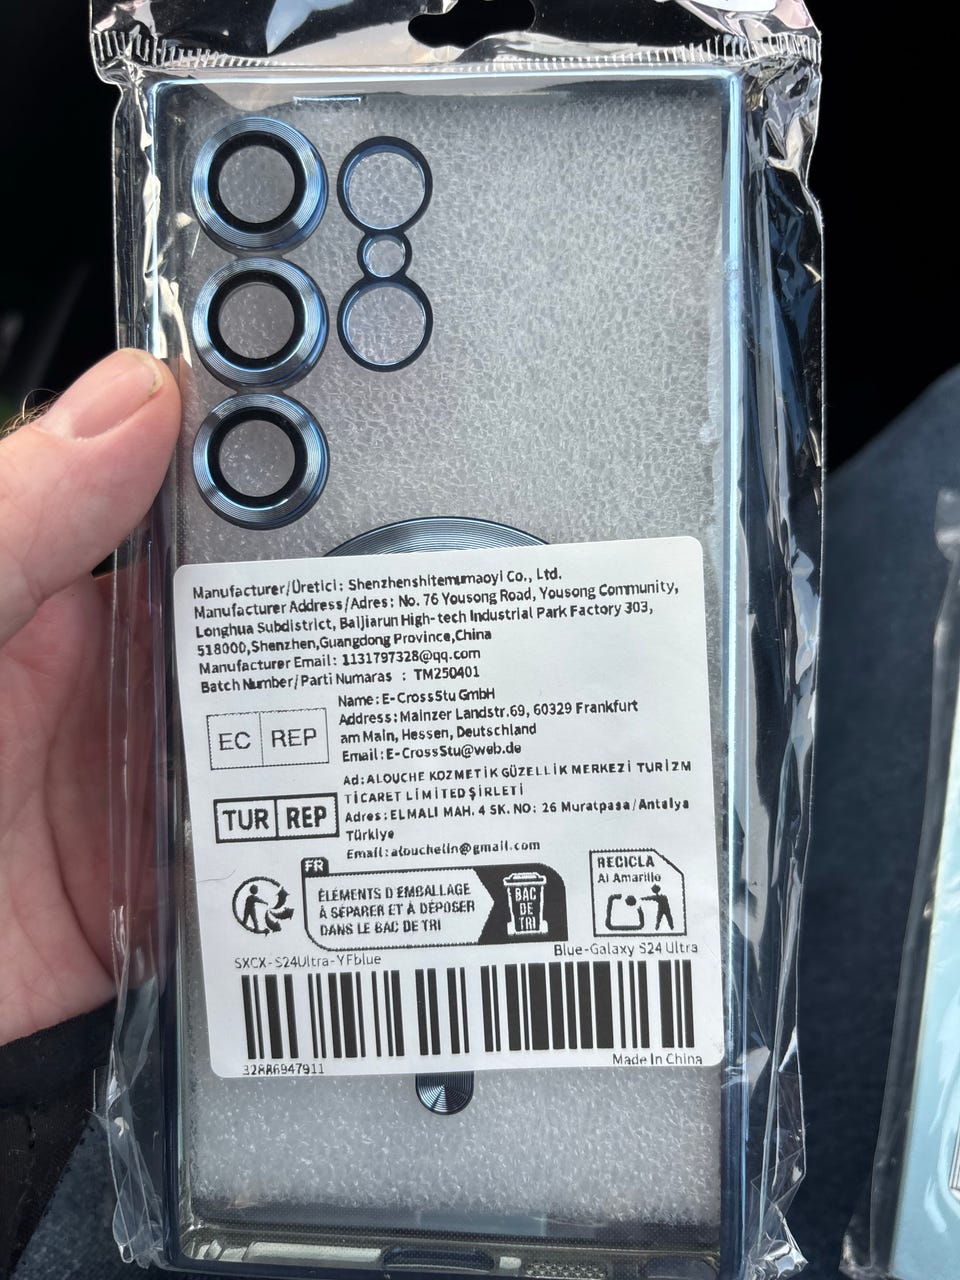 Manufacturer/Üretici: Shenzhenshitemumaoyi Co., Ltd.
Manufacturer Address/Adres: No. 76 Yousong Road, Yousong Community,
Longhua Subdistrict, Baijiarun High-tech Industrial Park Factory 303,
518000,Shenzhen,Guangdong Province,China
Manufacturer Email: 1131797328@qq.com
Batch Number/Parti Numaras : TM250401
EC REP
Name: E-CrossStu GmbH
Address: Mainzer Landstr.69, 60329 Frankfurt
am Main, Hessen, Deutschland
Email: E-CrossStu@web.de
TUR REP
Ad: ALOUCHE KOZMETİK GÜZELLİK MERKEZİ TURİZM
TİCARET LİMİTED ŞİRLETİ
Adres: ELMALI MAH. 4 SK. NO: 26 Muratpasa/Antalya
Türkiye
Email: alouchelin@gmail.com
FR
ÉLÉMENTS D EMBALLAGE
À SÉPARER ET À DÉPOSER
DANS LE BAC DE TRI
BAC
DE
TRI
RECICLA
Al Amarillo
SXCX-S24Ultra-YFblue
Blue-Galaxy S24 Ultra
32886947911
Made In China